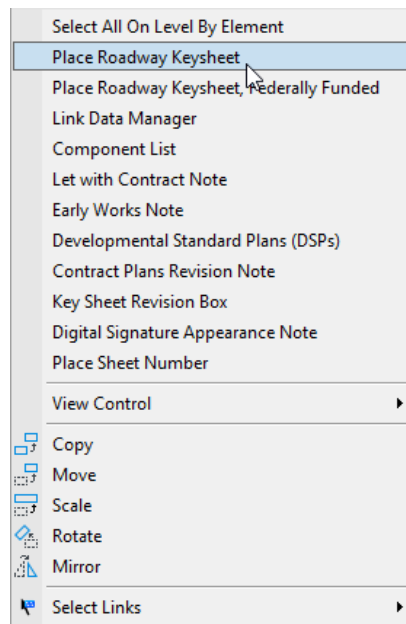 Select All On Level By Element
Place Roadway Keysheet
Place Roadway Keysheet, Federally Funded
Link Data Manager
Component List
Let with Contract Note
Early Works Note
Developmental Standard Plans (DSPs)
Contract Plans Revision Note
Key Sheet Revision Box
Digital Signature Appearance Note
Place Sheet Number
View Control
Copy
Move
Scale
Rotate
Mirror
Select Links